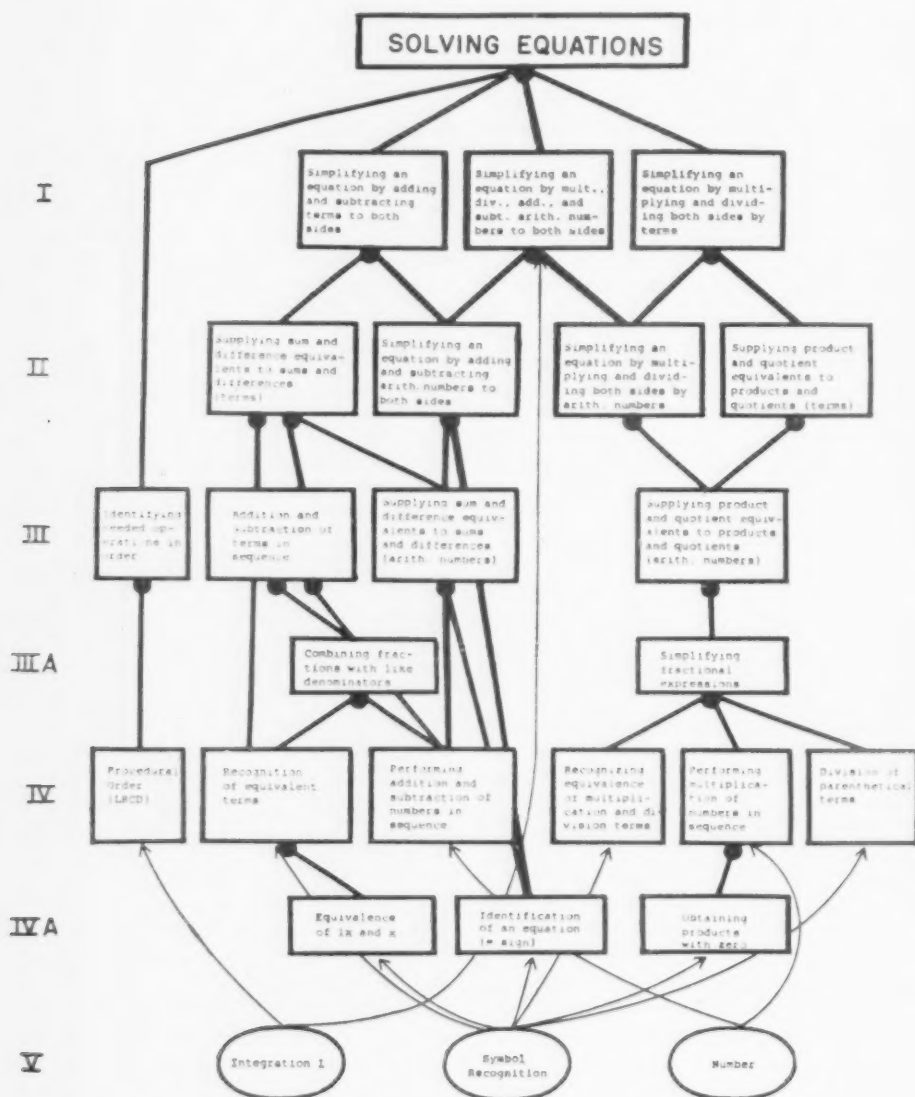 SOLVING EQUATIONS
I
Simplifying an
equation by adding
and subtracting
terms to both
sides
Simplifying an
equation by mult.,
div., add., and
subt. arith. num-
bers to both sides
Simplifying an
equation by multi-
plying and divid-
ing both sides by
terms
II
Supplying sum and
difference equiva-
lents to sums and
differences
(terms)
Simplifying an
equation by adding
and subtracting
arith. numbers to
both sides
Simplifying an
equation by multi-
plying and divid-
ing both sides by
arith. numbers
Supplying product
and quotient
equivalents to
products and
quotients (terms)
III
Identifying
needed op-
erations in
order
Addition and
subtraction of
terms in
sequence
Supplying sum and
difference equiv-
alents to sums
and differences
(arith. numbers)
Supplying product
and quotient equiv-
alents to products
and quotients
(arith. numbers)
III A
Combining frac-
tions with like
denominators
Simplifying
fractional
expressions
IV
Procedural
Order
(LRCD)
Recognition
of equivalent
terms
Performing
addition and
subtraction of
numbers in
sequence
Recognizing
equivalence
of multipli-
cation and di-
vision terms
Performing
multiplica-
tion of
numbers in
sequence
Division of
parenthetical
terms
IV A
Equivalence
of 1x and x
Identification
of an equation
(= sign)
Obtaining
products
with zero
V
Integration 1
Symbol
Recognition
Number